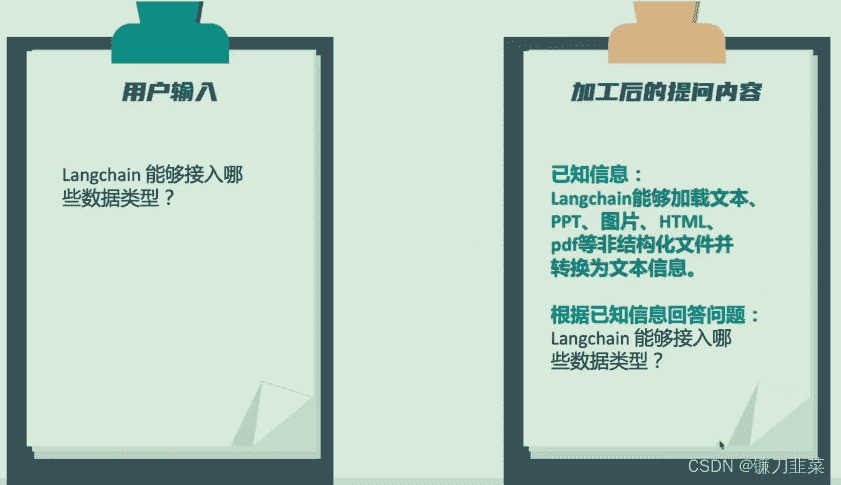 用户输入
Langchain 能够接入哪
些数据类型？
加工后的提问内容
已知信息：
Langchain能够加载文本、
PPT、图片、HTML、
pdf等非结构化文件并
转换为文本信息。
根据已知信息回答问题：
Langchain 能够接入哪
些数据类型？
CSDN @镰刀韭菜